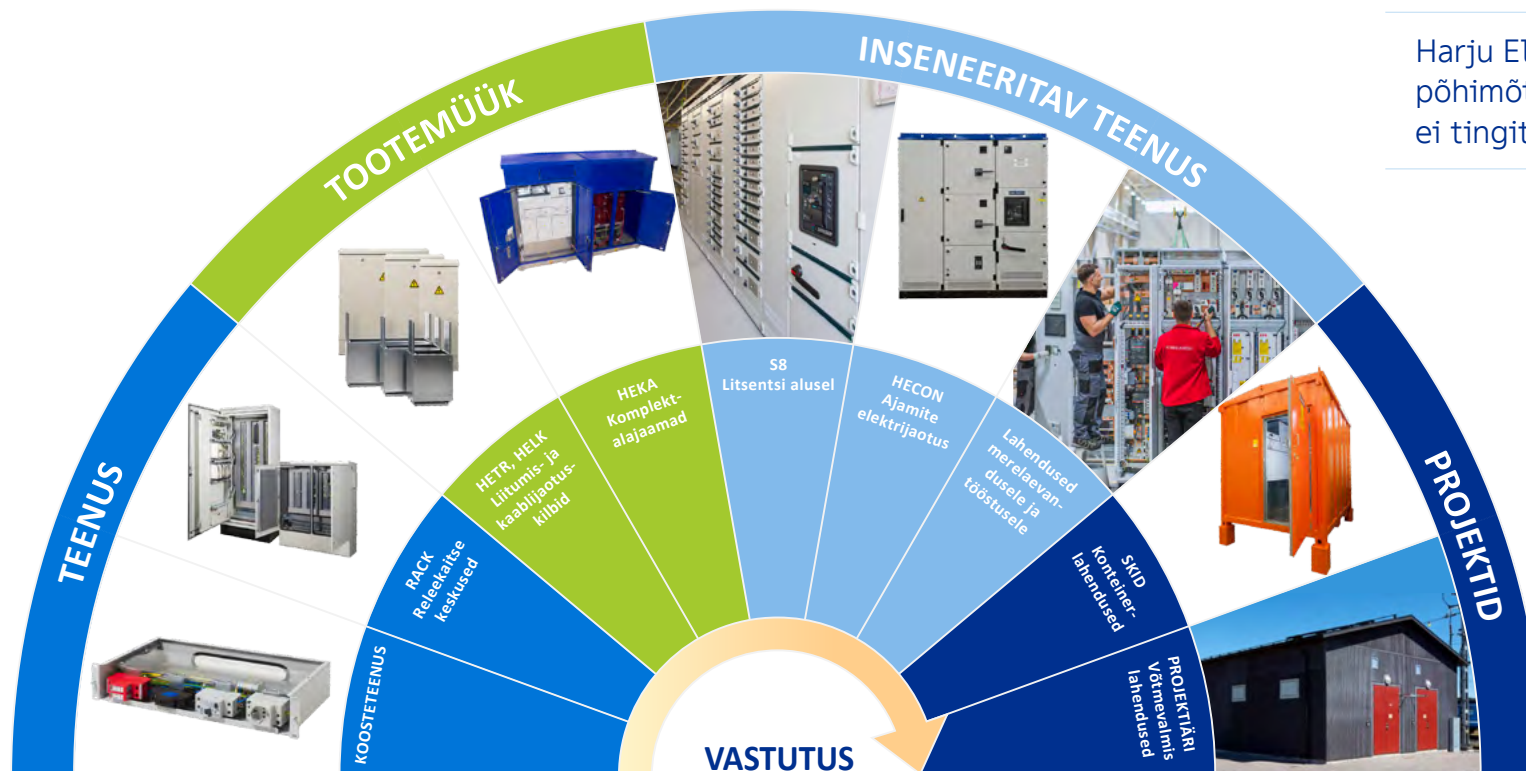 TEENUS
TOOTEMÜÜK
INSENEERITAV TEENUS
PROJEKTID
Harju El
põhimõ
ei tingit
KOOSTETEENUS
RACK
Releekaitse
keskused
HETR, HELK
Liitumis- ja
kaablijaotus-
kilbid
HEKA
Komplekt-
alajaamad
S8
Litsentsi alusel
HECON
Ajamite
elektrijaotus
Lahendused
merelaevan-
dusele ja
tööstusele
SKID
Konteiner-
lahendused
PROJEKTIÄRI
Võtmevalmis
lahendused
VASTUTUS